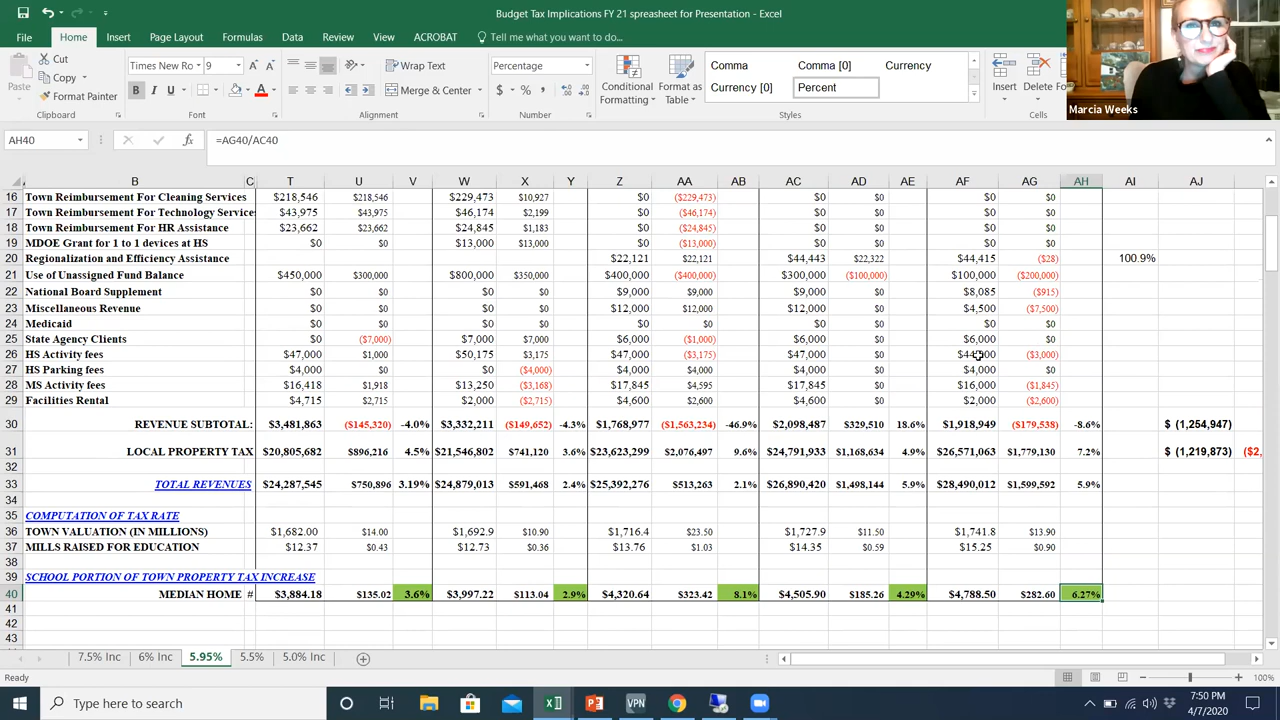 Budget Tax Implications FY 21 spreasheet for Presentation - Excel
File Home Insert Page Layout Formulas Data Review View ACROBAT Tell me what you want to do...
Cut
Copy
Format Painter
Paste
Clipboard
Times New Ro 9
B I U
Font
Wrap Text
Merge & Center
Alignment
Percentage
$ % ,
Number
Conditional Formatting
Format as Table
Comma Comma [0] Currency
Currency [0] Percent
Styles
Insert Delete
Cells
Marcia Weeks
AH40 fx =AG40/AC40
B C T U V W X Y Z AA AB AC AD AE AF AG AH AI AJ
16 Town Reimbursement For Cleaning Services $218,546 $218,546 $229,473 $10,927 $0 ($229,473) $0 $0 $0 $0
17 Town Reimbursement For Technology Service $43,975 $43,975 $46,174 $2,199 $0 ($46,174) $0 $0 $0 $0
18 Town Reimbursement For HR Assistance $23,662 $23,662 $24,845 $1,183 $0 ($24,845) $0 $0 $0 $0
19 MDOE Grant for 1 to 1 devices at HS $0 $0 $13,000 $13,000 $0 ($13,000) $0 $0 $0 $0
20 Regionalization and Efficiency Assistance $22,121 $22,121 $44,443 $22,322 $44,415 ($28) 100.9%
21 Use of Unassigned Fund Balance $450,000 $300,000 $800,000 $350,000 $400,000 ($400,000) $300,000 ($100,000) $100,000 ($200,000)
22 National Board Supplement $0 $0 $0 $0 $9,000 $9,000 $9,000 $0 $8,085 ($915)
23 Miscellaneous Revenue $0 $0 $0 $0 $12,000 $12,000 $12,000 $0 $4,500 ($7,500)
24 Medicaid $0 $0 $0 $0 $0 $0 $0 $0 $0 $0
25 State Agency Clients $0 ($7,000) $7,000 $7,000 $6,000 ($1,000) $6,000 $0 $6,000 $0
26 HS Activity fees $47,000 $1,000 $50,175 $3,175 $47,000 ($3,175) $47,000 $0 $44,000 ($3,000)
27 HS Parking fees $4,000 $0 $0 ($4,000) $4,000 $4,000 $4,000 $0 $4,000 $0
28 MS Activity fees $16,418 $1,918 $13,250 ($3,168) $17,845 $4,595 $17,845 $0 $16,000 ($1,845)
29 Facilities Rental $4,715 $2,715 $2,000 ($2,715) $4,600 $2,600 $4,600 $0 $2,000 ($2,600)
30 REVENUE SUBTOTAL: $3,481,863 ($145,320) -4.0% $3,332,211 ($149,652) -4.3% $1,768,977 ($1,563,234) -46.9% $2,098,487 $329,510 18.6% $1,918,949 ($179,538) -8.6% $ (1,254,947)
31 LOCAL PROPERTY TAX $20,805,682 $896,216 4.5% $21,546,802 $741,120 3.6% $23,623,299 $2,076,497 9.6% $24,791,933 $1,168,634 4.9% $26,571,063 $1,779,130 7.2% $ (1,219,873) ($2,
32
33 TOTAL REVENUES $24,287,545 $750,896 3.19% $24,879,013 $591,468 2.4% $25,392,276 $513,263 2.1% $26,890,420 $1,498,144 5.9% $28,490,012 $1,599,592 5.9%
34
35 COMPUTATION OF TAX RATE
36 TOWN VALUATION (IN MILLIONS) $1,682.00 $14.00 $1,692.9 $10.90 $1,716.4 $23.50 $1,727.9 $11.50 $1,741.8 $13.90
37 MILLS RAISED FOR EDUCATION $12.37 $0.43 $12.73 $0.36 $13.76 $1.03 $14.35 $0.59 $15.25 $0.90
38
39 SCHOOL PORTION OF TOWN PROPERTY TAX INCREASE
40 MEDIAN HOME # $3,884.18 $135.02 3.6% $3,997.22 $113.04 2.9% $4,320.64 $323.42 8.1% $4,505.90 $185.26 4.29% $4,788.50 $282.60 6.27%
41
42
43
7.5% Inc 6% Inc 5.95% 5.5% 5.0% Inc
Ready 100%
Type here to search
VPN
7:50 PM
4/7/2020